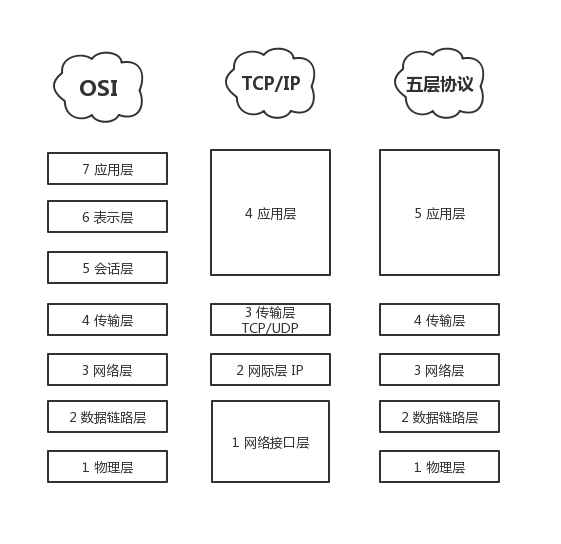 OSI
TCP/IP
五层协议
7 应用层
6 表示层
5 会话层
4 传输层
3 网络层
2 数据链路层
1 物理层
4 应用层
3 传输层
TCP/UDP
2 网际层 IP
1 网络接口层
5 应用层
4 传输层
3 网络层
2 数据链路层
1 物理层